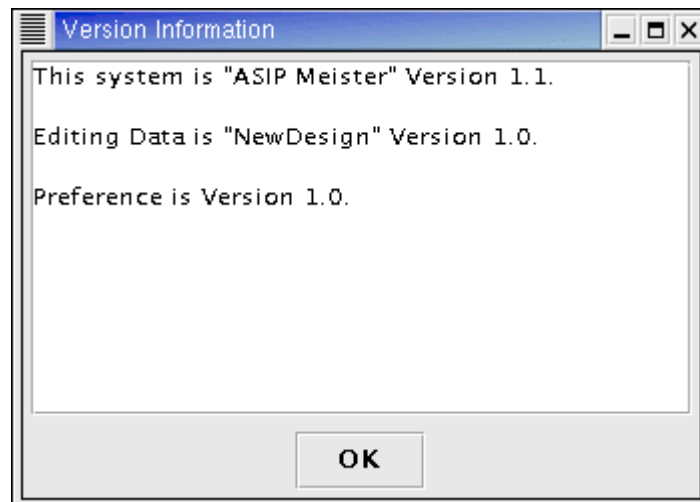 Version Information
This system is "ASIP Meister" Version 1.1.
Editing Data is "NewDesign" Version 1.0.
Preference is Version 1.0.
OK